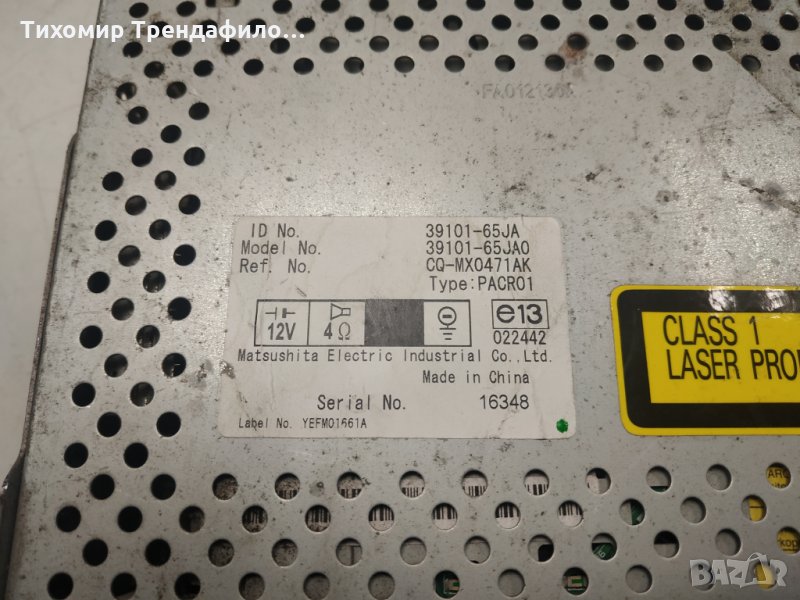 Тихомир Трендафило...
ID No. 39101-65JA
Model No. 39101-65JA0
Ref. No. CQ-MX0471AK
Type:PACR01
12V 4Ω e13
022442
Matsushita Electric Industrial Co., Ltd.
Made in China
Serial No. 16348
Label No. YEFM01661A
CLASS 1
LASER PRO
BAZAR